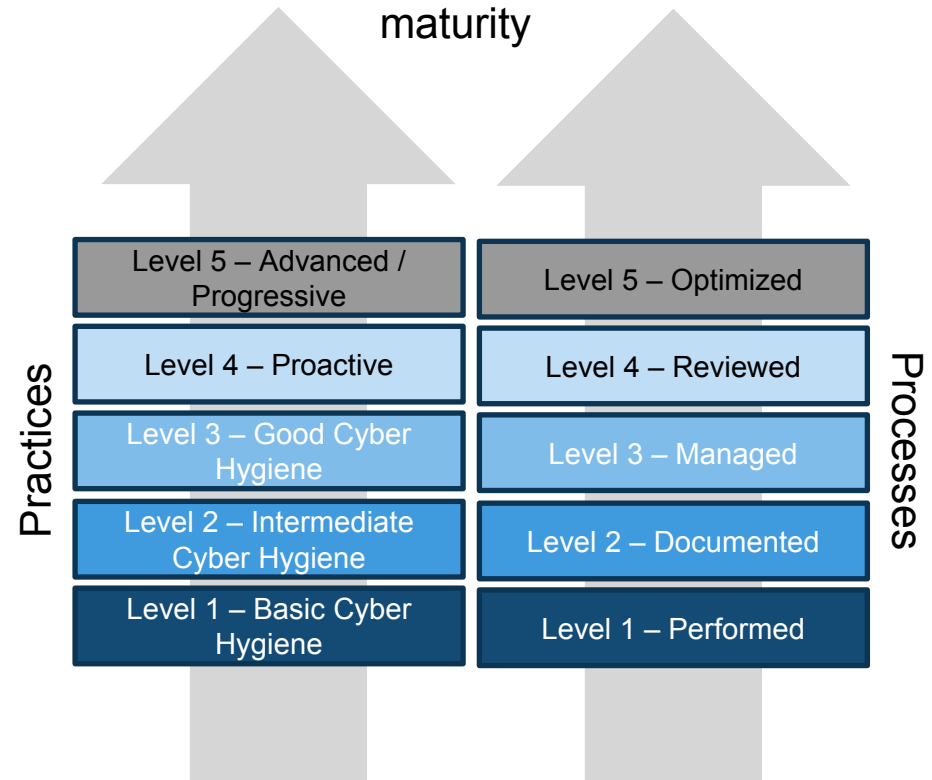 maturity
Practices
Level 5 – Advanced /
Progressive
Level 4 – Proactive
Level 3 – Good Cyber
Hygiene
Level 2 – Intermediate
Cyber Hygiene
Level 1 – Basic Cyber
Hygiene
Level 5 – Optimized
Level 4 – Reviewed
Level 3 – Managed
Level 2 – Documented
Level 1 – Performed
Processes